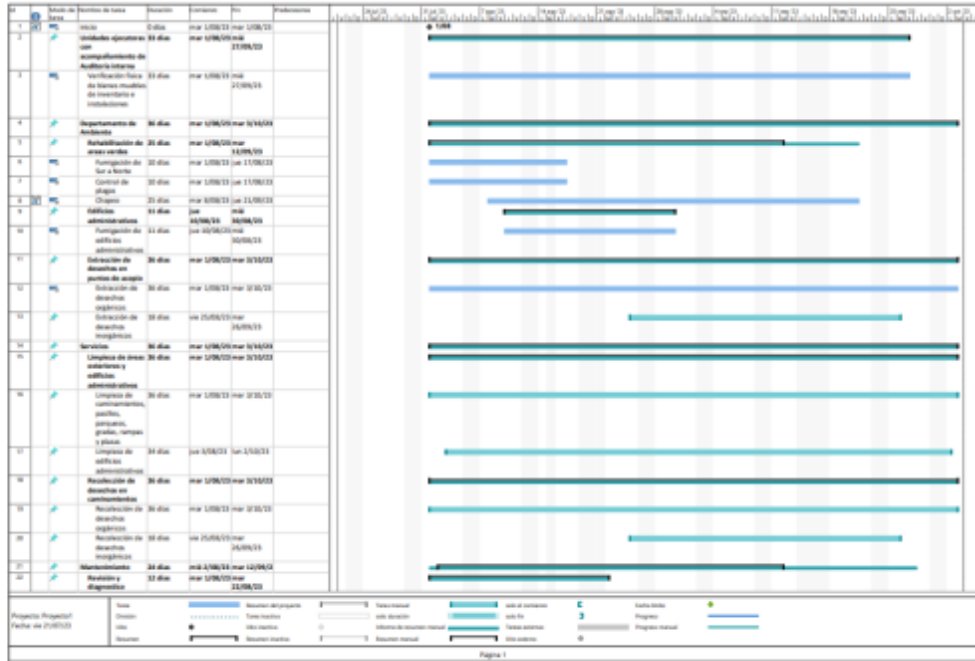 Id Modo de tarea Nombre de tarea Duración Comienzo Fin Predecesoras
1 Inicio 0 días mar 1/08/23 mar 1/08/23
1/08
2 Unidades ejecutoras con acompañamiento de Auditoría Interna 33 días mar 1/08/23 mié 27/09/23
3 Verificación física de bienes muebles de inventario e instalaciones 33 días mar 1/08/23 mié 27/09/23
4 Departamento de Ambiente 36 días mar 1/08/23 mar 3/10/23
5 Rehabilitación de areas verdes 25 días mar 1/08/23 mar 12/09/23
6 Fumigación de Sur a Norte 10 días mar 1/08/23 jue 17/08/23
7 Control de plagas 10 días mar 1/08/23 jue 17/08/23
8 Chapeo 25 días mar 8/08/23 jue 21/09/23
9 Edificios administrativos 11 días jue 10/08/23 mié 30/08/23
10 Fumigación de edificios administrativos 11 días jue 10/08/23 mié 30/08/23
11 Extracción de desechos en puntos de acopio 36 días mar 1/08/23 mar 3/10/23
12 Extracción de desechos orgánicos 36 días mar 1/08/23 mar 3/10/23
13 Extracción de desechos inorgánicos 18 días vie 25/08/23 mar 26/09/23
14 Servicios 36 días mar 1/08/23 mar 3/10/23
15 Limpieza de áreas exteriores y edificios administrativos 36 días mar 1/08/23 mar 3/10/23
16 Limpieza de caminamientos, pasillos, parqueos, gradas, rampas y plazas 36 días mar 1/08/23 mar 3/10/23
17 Limpieza de edificios administrativos 34 días jue 3/08/23 lun 2/10/23
18 Recolección de desechos en caminamientos 36 días mar 1/08/23 mar 3/10/23
19 Recolección de desechos orgánicos 36 días mar 1/08/23 mar 3/10/23
20 Recolección de desechos inorgánicos 18 días vie 25/08/23 mar 26/09/23
21 Mantenimiento 24 días mié 2/08/23 mar 12/09/2
22 Revisión y diagnostico 12 días mar 1/08/23 mar 22/08/23
Proyecto: Proyecto1
Fecha: vie 21/07/23
Tarea Resumen del proyecto Tarea manual solo el comienzo Fecha límite
División Tarea inactiva solo duración solo fin Progreso
Hito Hito inactivo Informe de resumen manual Tareas externas Progreso manual
Resumen Resumen inactivo Resumen manual Hito externo
Página 1